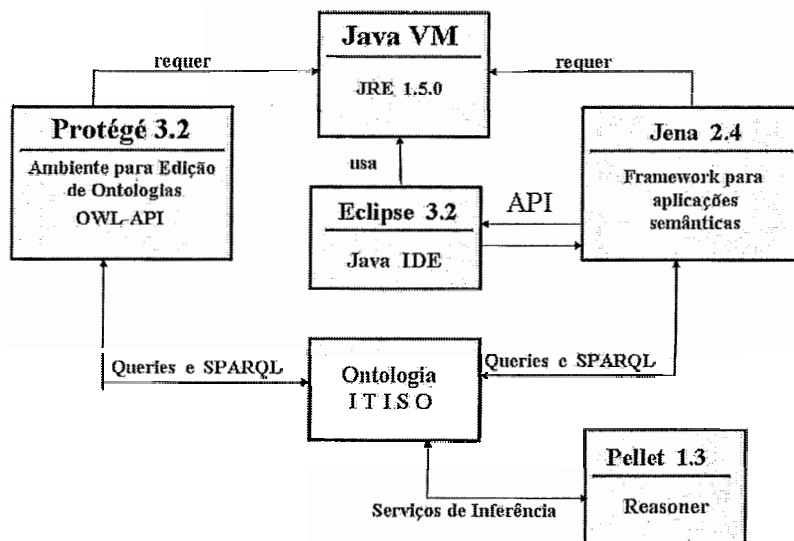 Java VM
JRE 1.5.0
requer
requer
Protégé 3.2
Ambiente para Edição
de Ontologias
OWL-API
Jena 2.4
Framework para
aplicações
semânticas
usa
Eclipse 3.2
Java IDE
API
Queries e SPARQL
Queries e SPARQL
Ontologia
I T I S O
Pellet 1.3
Reasoner
Serviços de Inferência